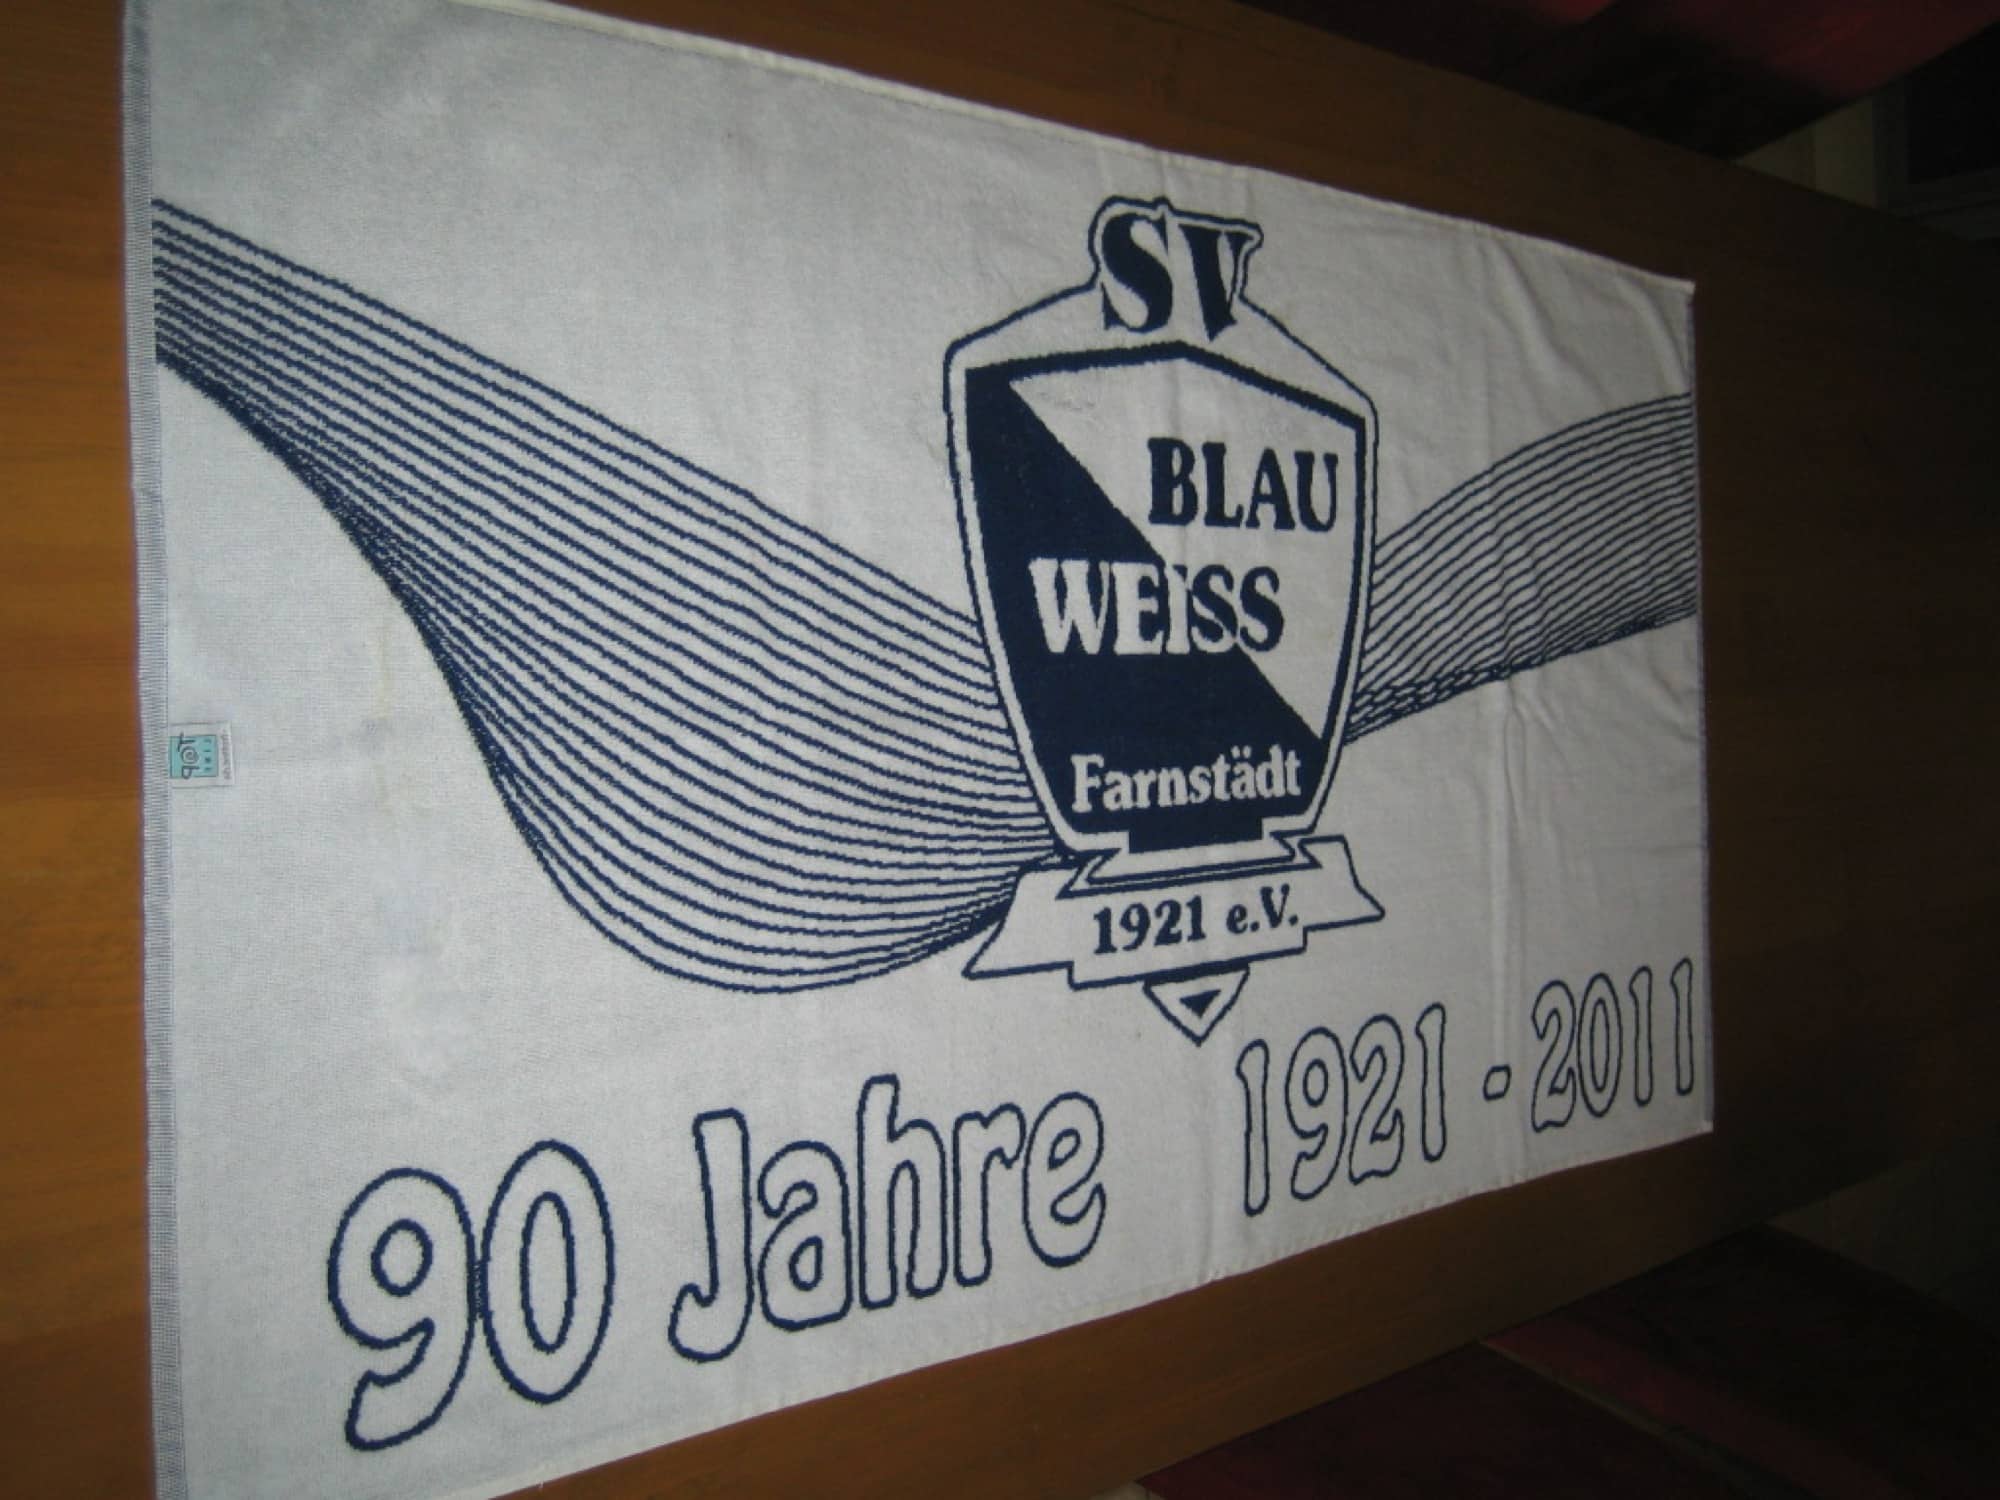 SV
BLAU
WEISS
Farnstädt
1921 e.V.
90 Jahre 1921 - 2011